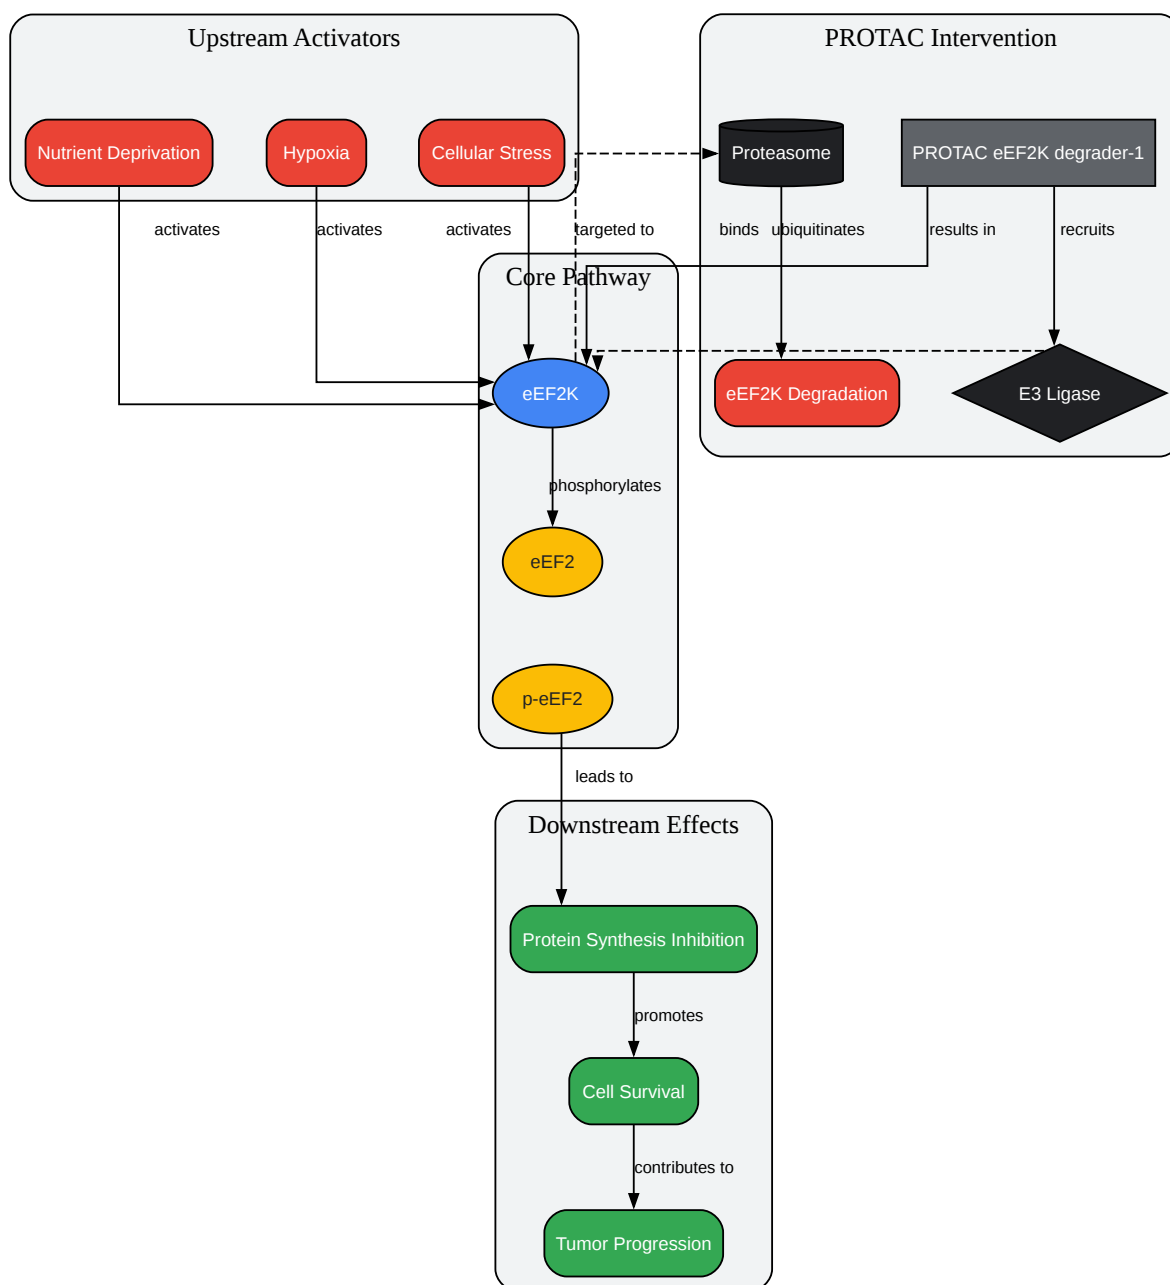 Upstream Activators
PROTAC Intervention
Nutrient Deprivation
Hypoxia
Cellular Stress
Proteasome
PROTAC eEF2K degrader-1
activates
activates
activates
targeted to
binds
ubiquitinates
results in
recruits
Core Pathway
eEF2K
eEF2K Degradation
E3 Ligase
phosphorylates
eEF2
p-eEF2
leads to
Downstream Effects
Protein Synthesis Inhibition
promotes
Cell Survival
contributes to
Tumor Progression